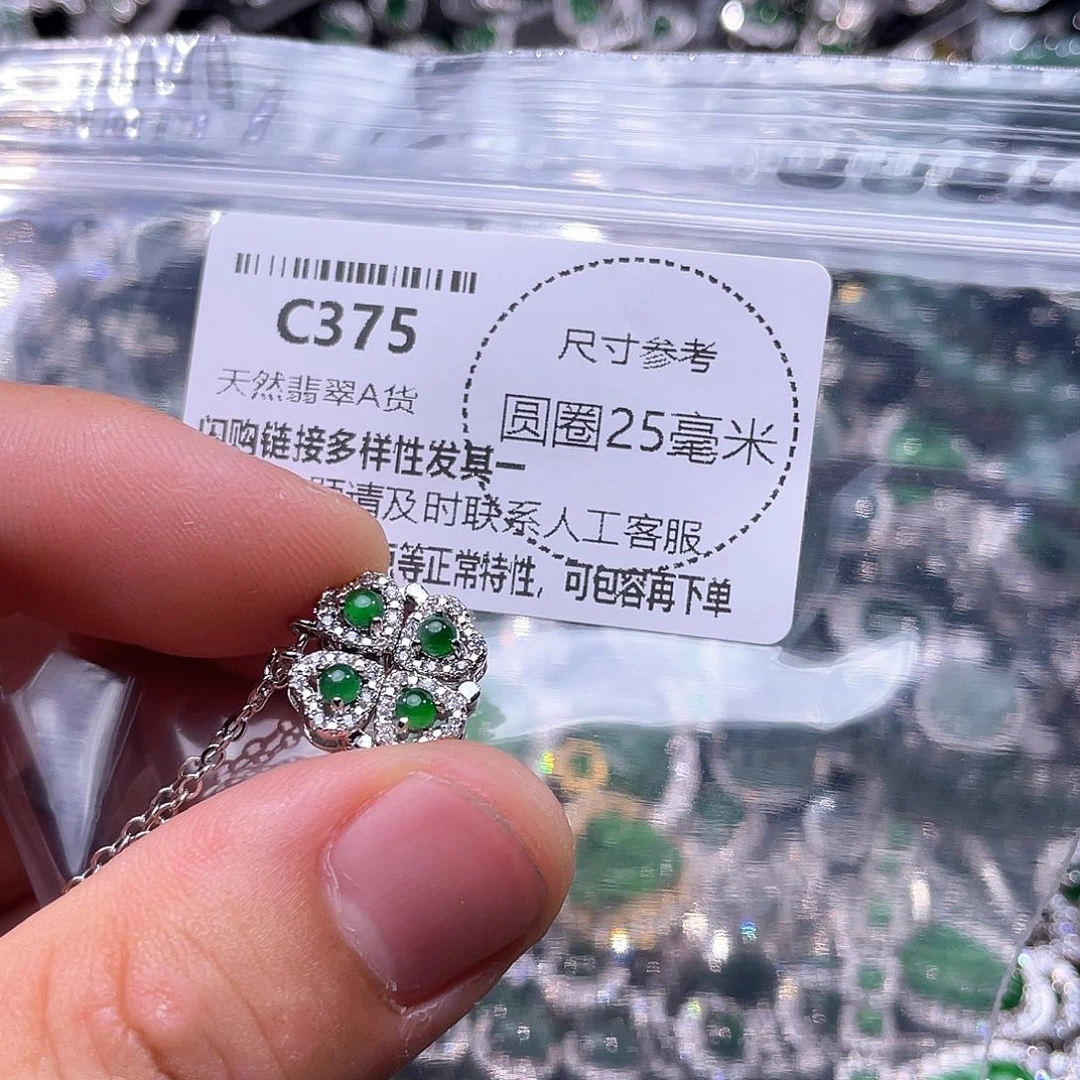 C375
天然翡翠A货
闪购链接多样性发其一
题请及时联系人工客服
等正常特性，可包容再下单
尺寸参考
圆圈25毫米